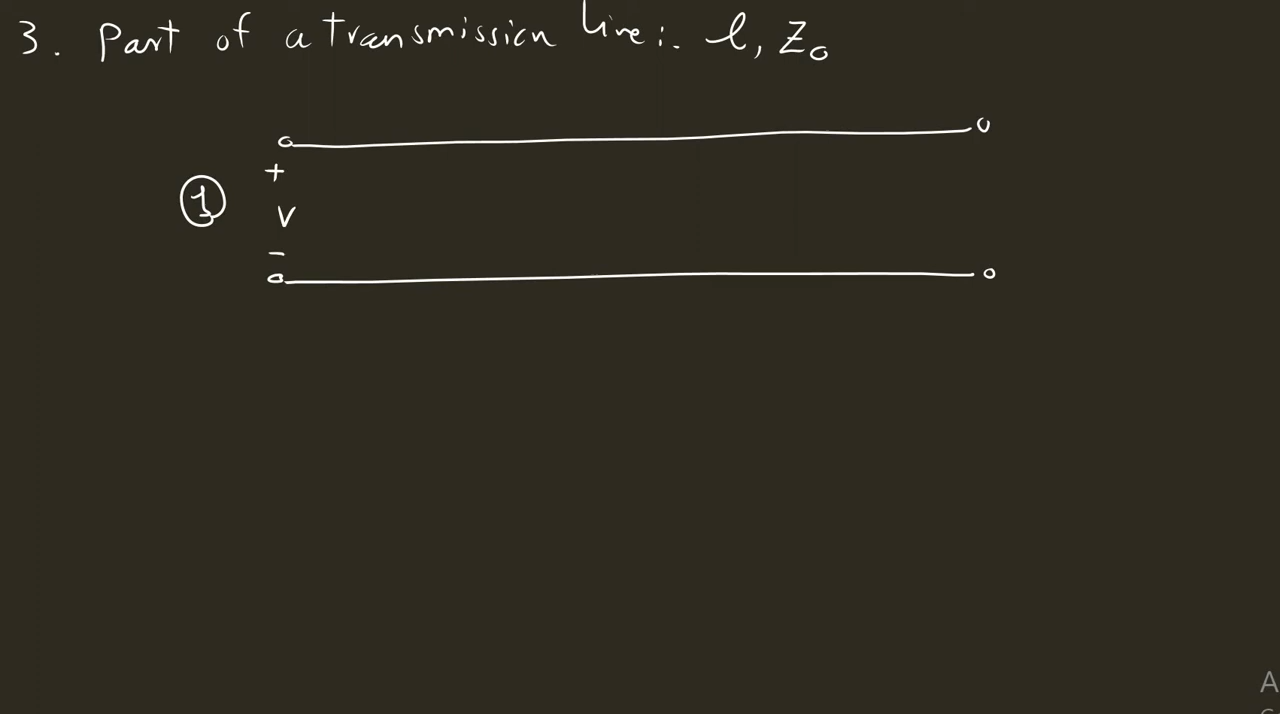 3. Part of a transmission line:. l, Z₀
+
① V
-
A